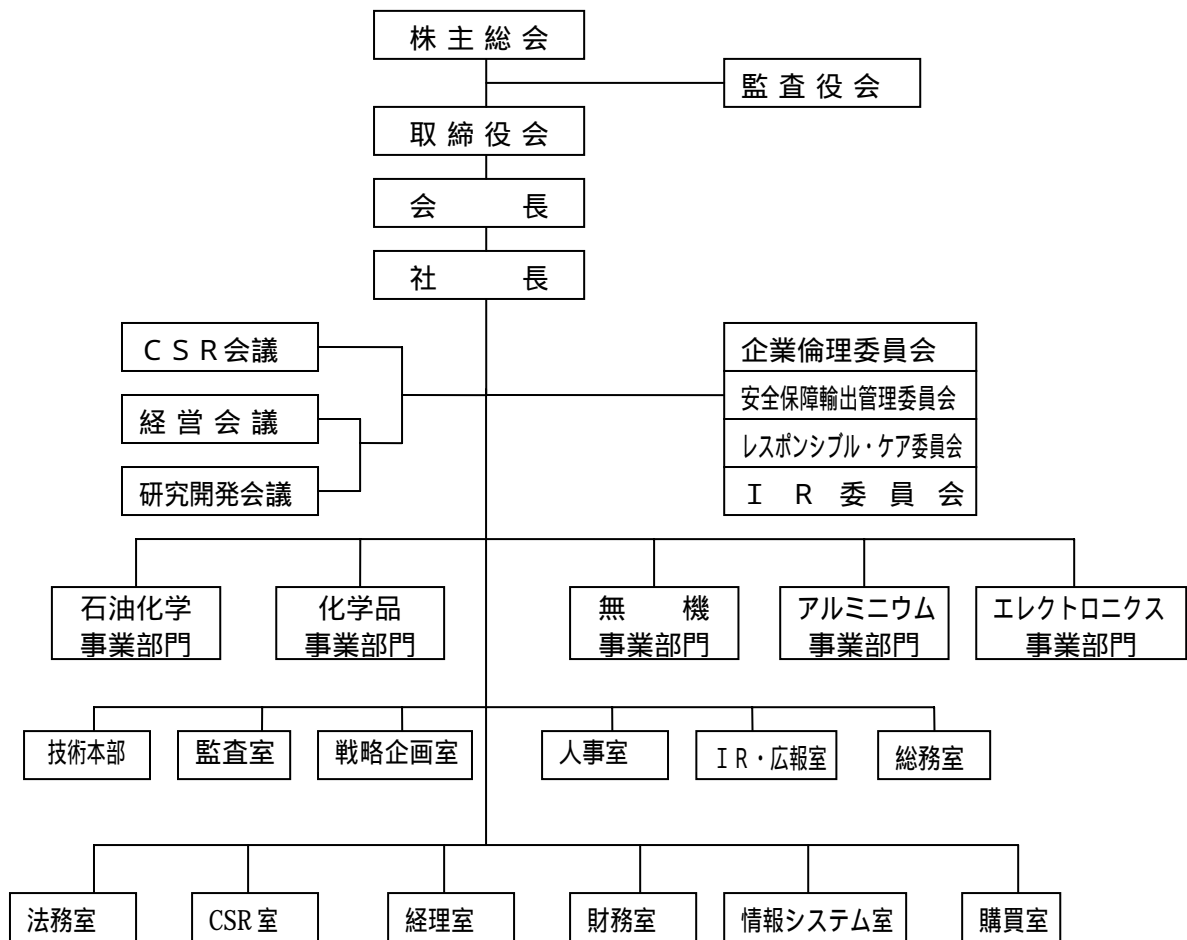 株主総会
監査役会
取締役会
会　　　長
社　　　長
ＣＳＲ会議
経営会議
研究開発会議
企業倫理委員会
安全保障輸出管理委員会
レスポンシブル・ケア委員会
ＩＲ委員会
石油化学
事業部門
化学品
事業部門
無　　機
事業部門
アルミニウム
事業部門
エレクトロニクス
事業部門
技術本部
監査室
戦略企画室
人事室
ＩＲ・広報室
総務室
法務室
CSR室
経理室
財務室
情報システム室
購買室